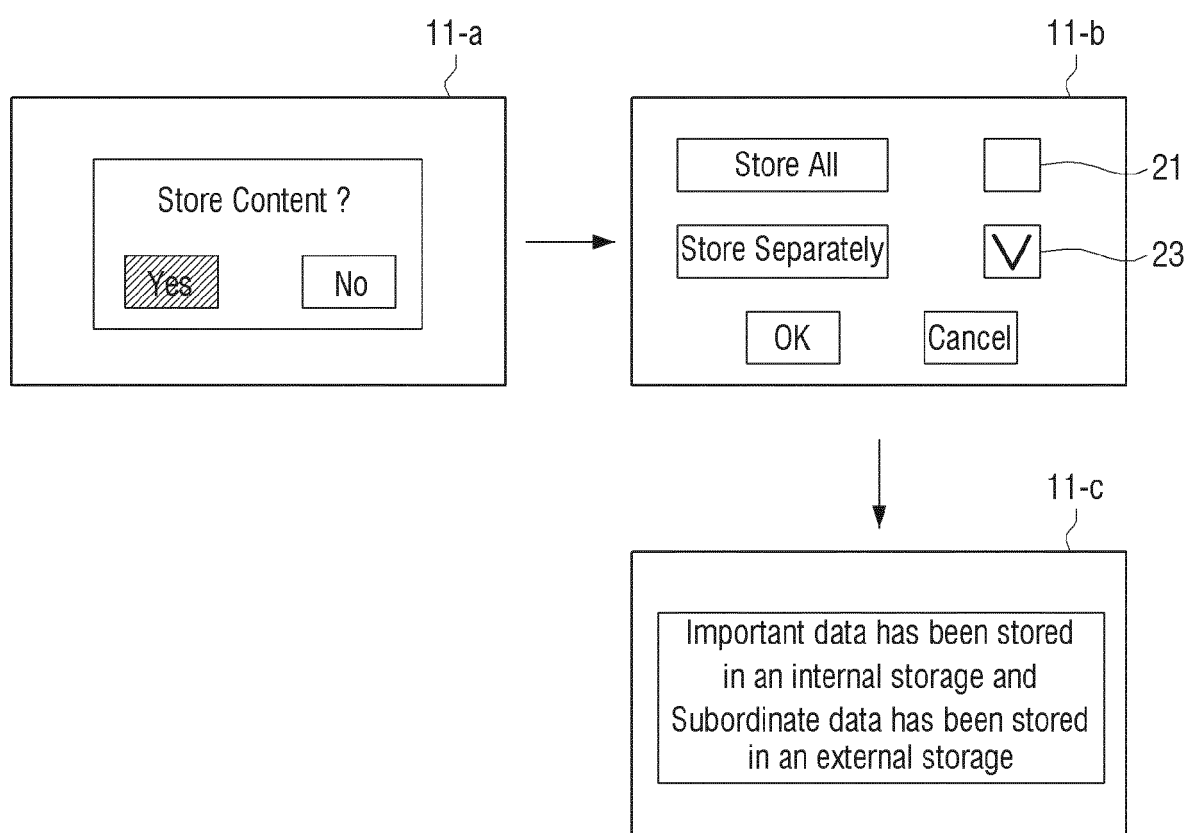 11-a
Store Content ?
Yes
No
11-b
Store All
21
Store Separately
V
23
OK
Cancel
11-c
Important data has been stored
in an internal storage and
Subordinate data has been stored
in an external storage